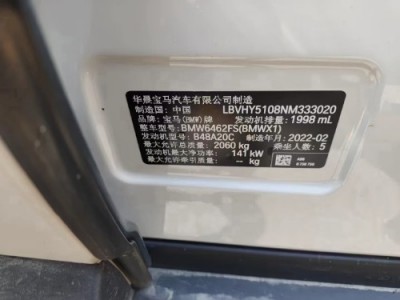 华晨宝马汽车有限公司制造
制造国：中国 LBVHY5108NM333020
品牌：宝马(BMW)牌 发动机排量：1998 mL
整车型号：BMW6462FS(BMWX1)
发动机型号：B48A20C 制造年月：2022-02
最大允许总质量：2060 kg 乘坐人数：5
发动机最大净功率：141 kW
最大允许牵引质量：-- kg